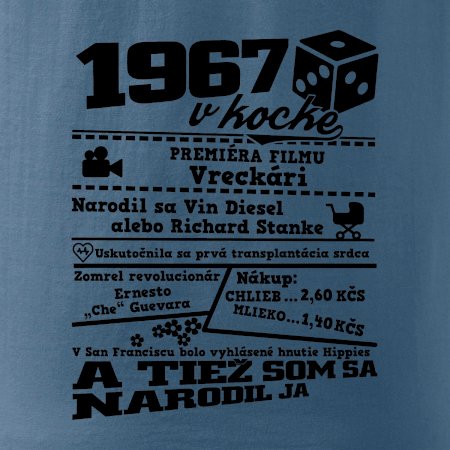 1967
v kocke
PREMIÉRA FILMU
Vreckári
Narodil sa Vin Diesel
alebo Richard Stanke
Uskutočnila sa prvá transplantácia srdca
Zomrel revolucionár
Ernesto
„Che“ Guevara
Nákup:
CHLIEB...2,60 KČS
MLIEKO...1,40 KČS
V San Franciscu bolo vyhlásené hnutie Hippies
A TIEŽ SOM SA
NARODIL JA